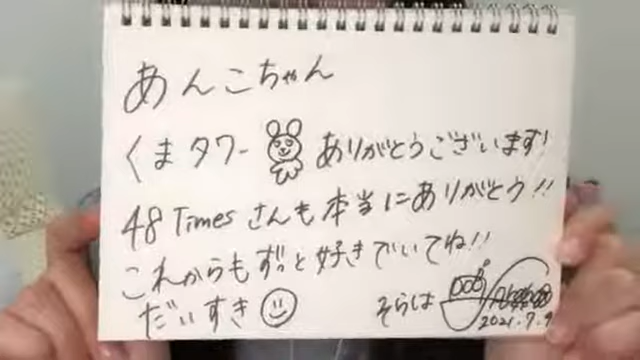 あんこちゃん
くまタワー ありがとうございます!
48Timesさんも本当にありがとう!!
これからもずっと好きでいてね!!
だいすき そらは
2021.7.9